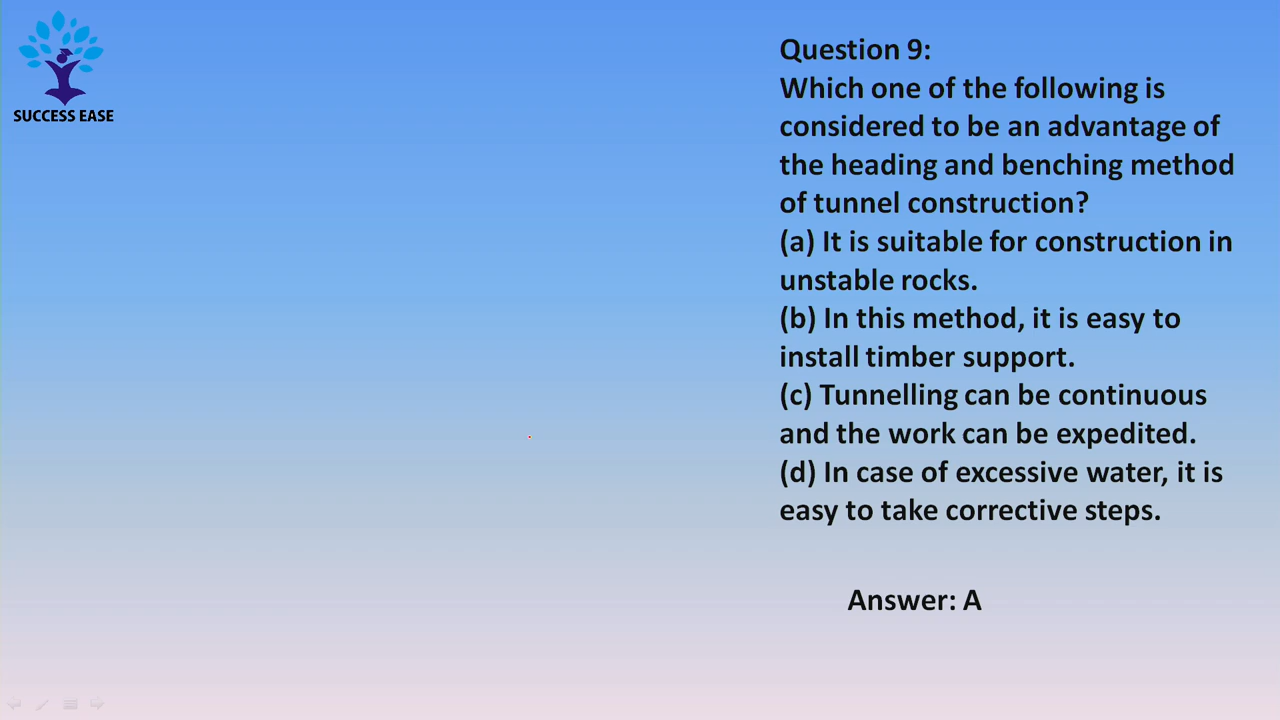 SUCCESS EASE
Question 9:
Which one of the following is
considered to be an advantage of
the heading and benching method
of tunnel construction?
(a) It is suitable for construction in
unstable rocks.
(b) In this method, it is easy to
install timber support.
(c) Tunnelling can be continuous
and the work can be expedited.
(d) In case of excessive water, it is
easy to take corrective steps.
Answer: A